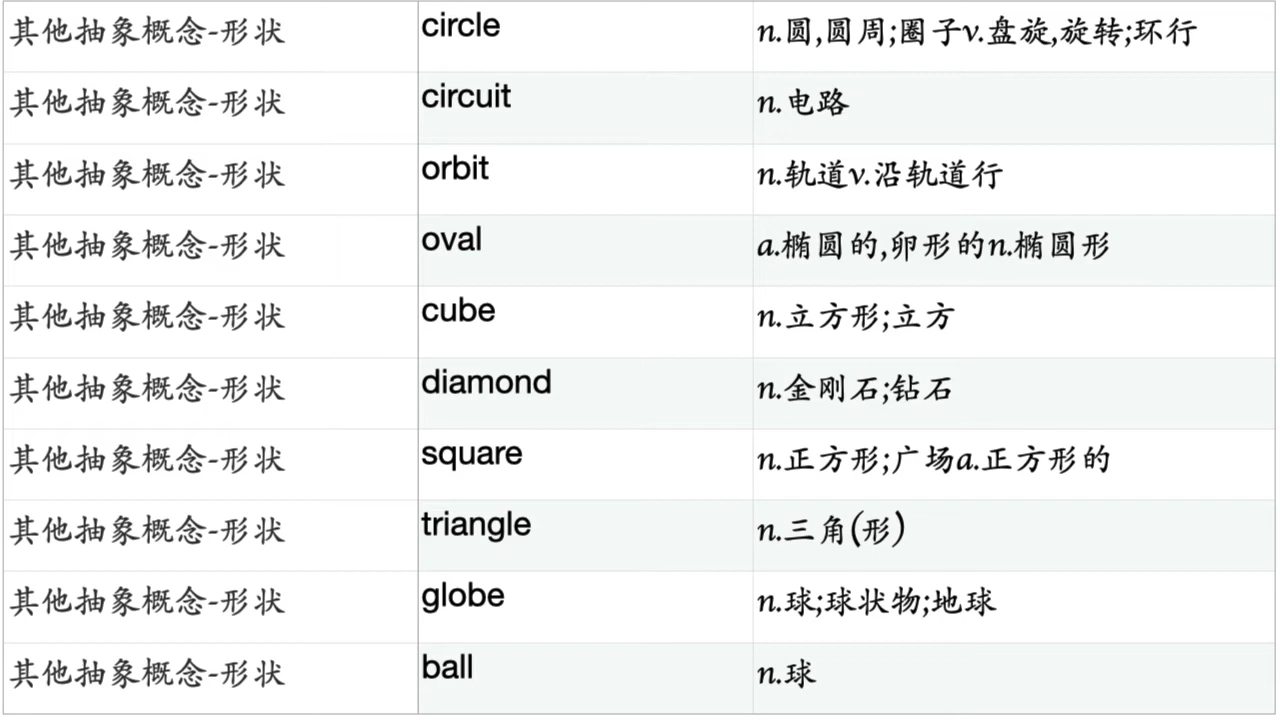 其他抽象概念-形状 circle n.圆,圆周;圈子v.盘旋,旋转;环行
其他抽象概念-形状 circuit n.电路
其他抽象概念-形状 orbit n.轨道v.沿轨道行
其他抽象概念-形状 oval a.椭圆的,卵形的n.椭圆形
其他抽象概念-形状 cube n.立方形;立方
其他抽象概念-形状 diamond n.金刚石;钻石
其他抽象概念-形状 square n.正方形;广场a.正方形的
其他抽象概念-形状 triangle n.三角(形)
其他抽象概念-形状 globe n.球;球状物;地球
其他抽象概念-形状 ball n.球